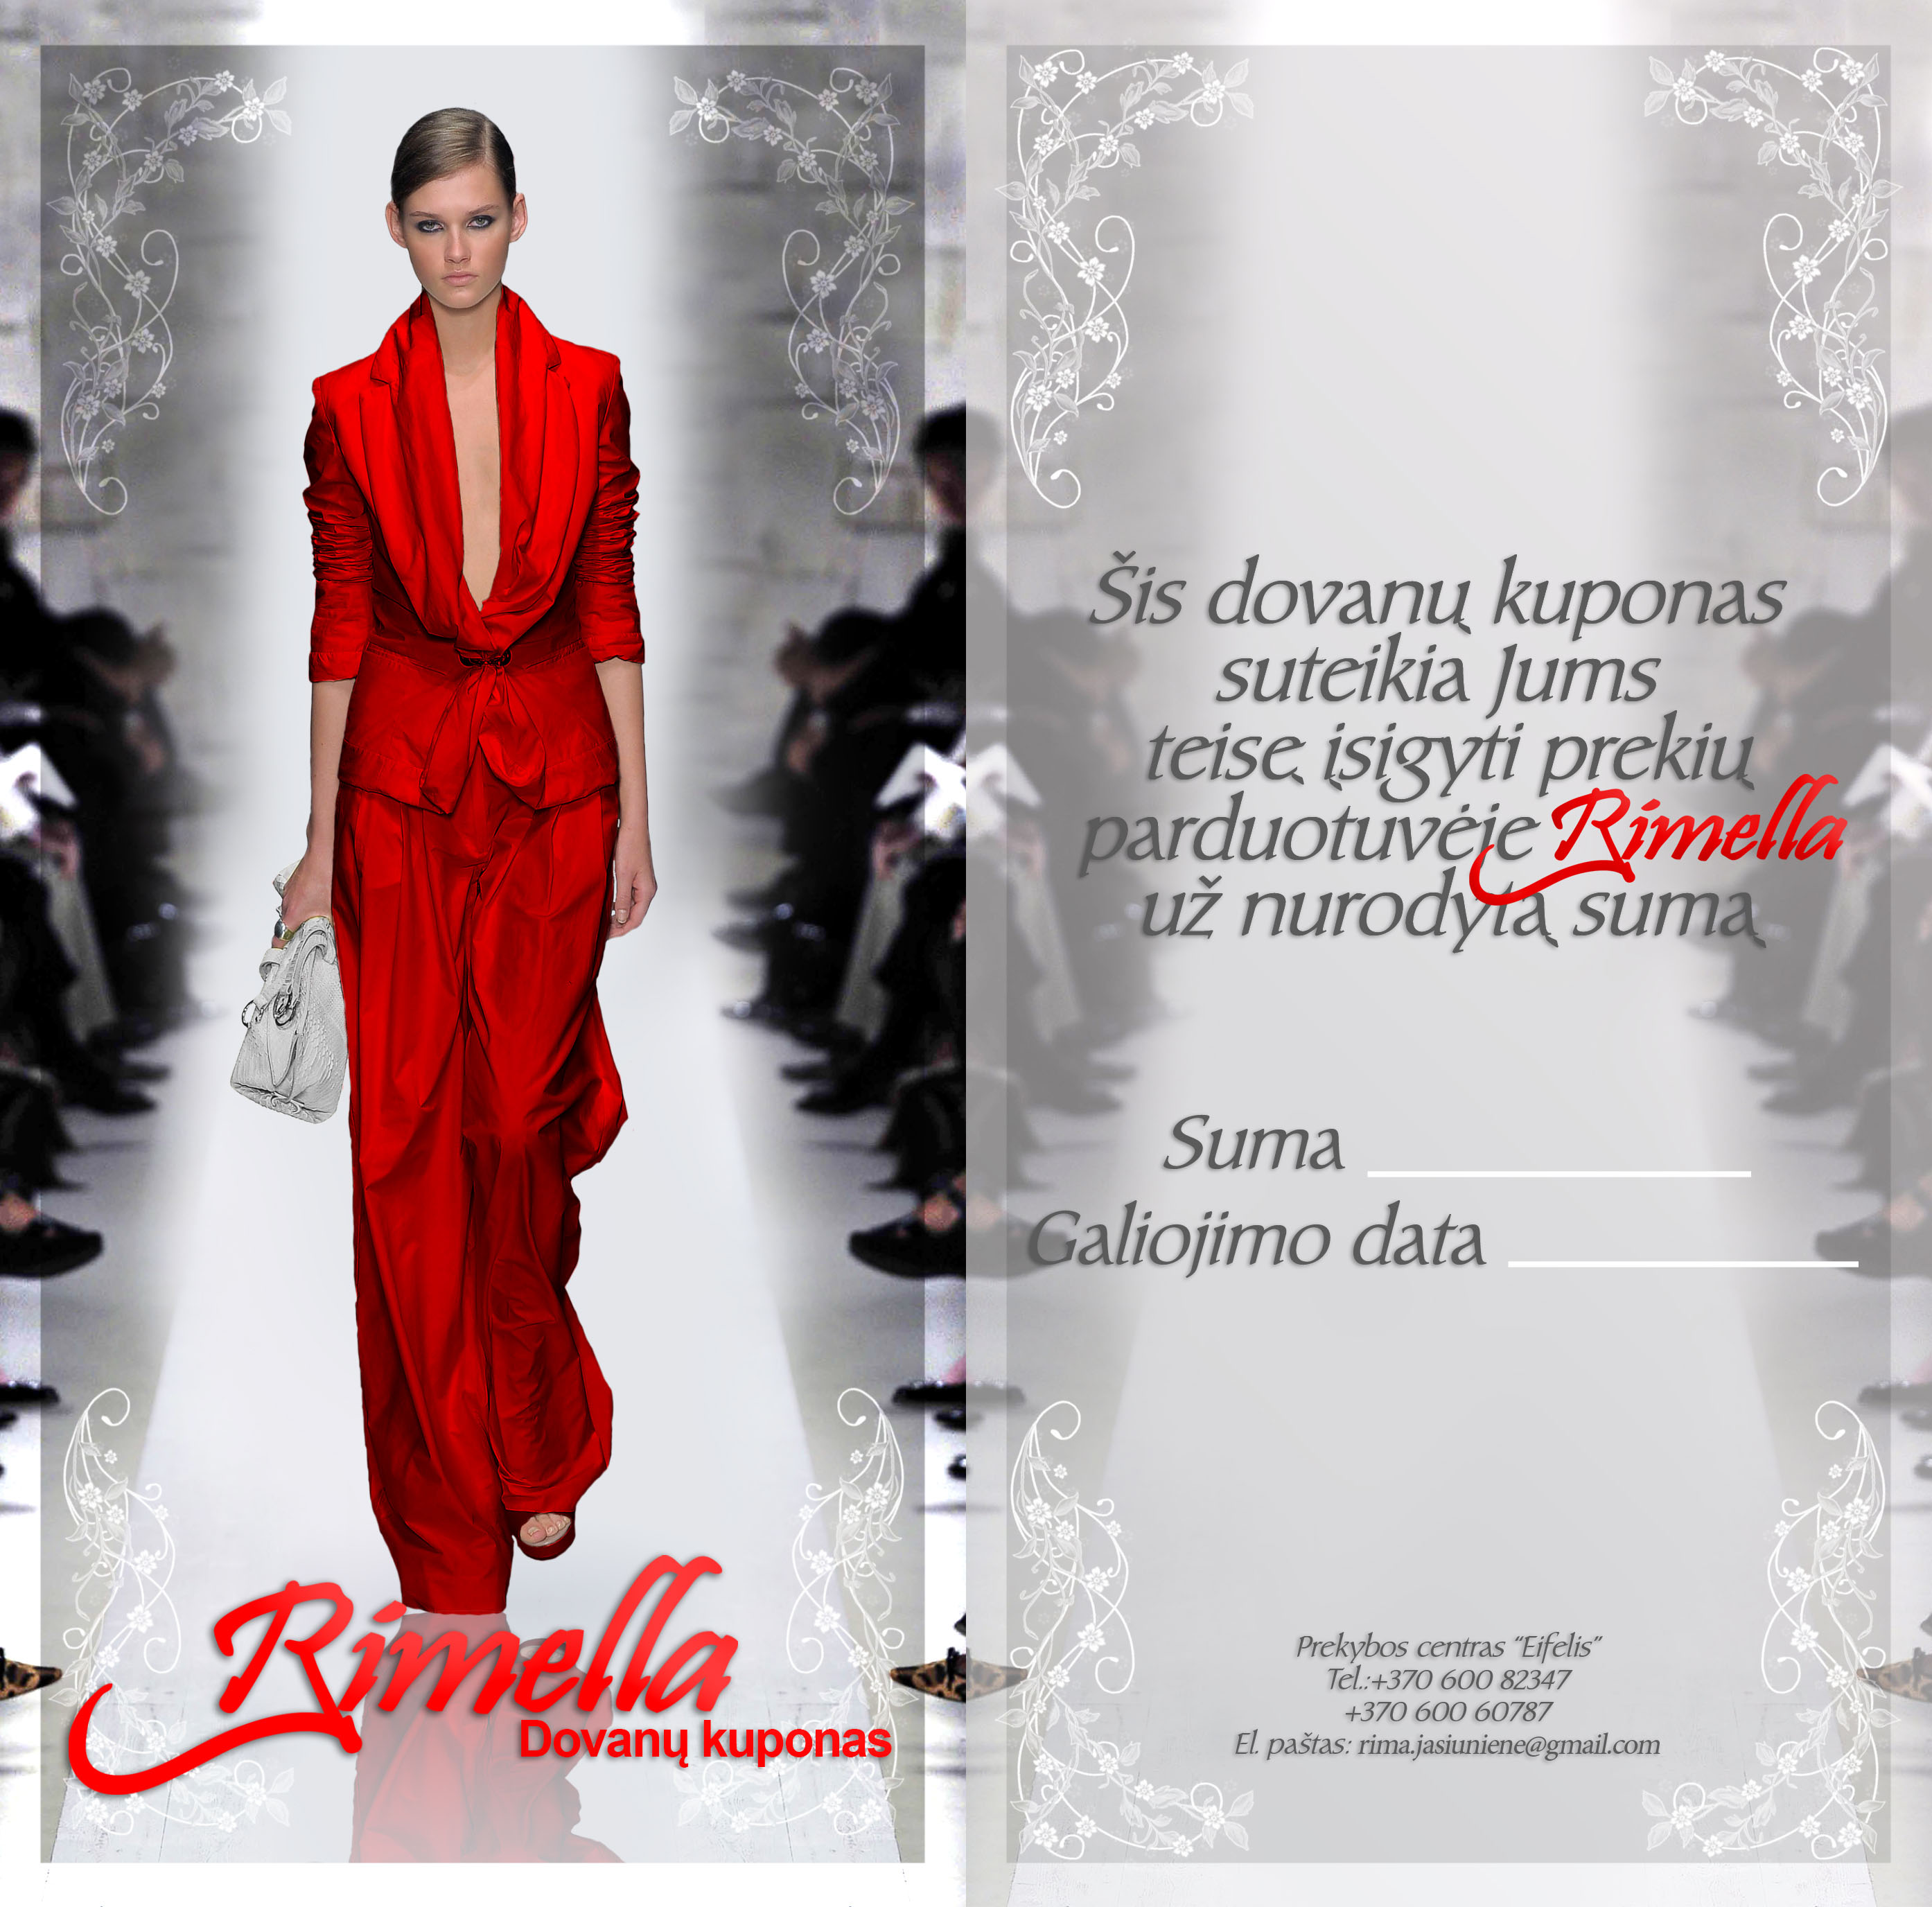 Rimella
Dovanų kuponas
Šis dovanų kuponas
suteikia Jums
teisę įsigyti prekių
parduotuvėje Rimella
už nurodytą sumą
Suma
Galiojimo data
Prekybos centras “Eifelis”
Tel.:+370 600 82347
+370 600 60787
El. paštas: rima.jasiuniene@gmail.com